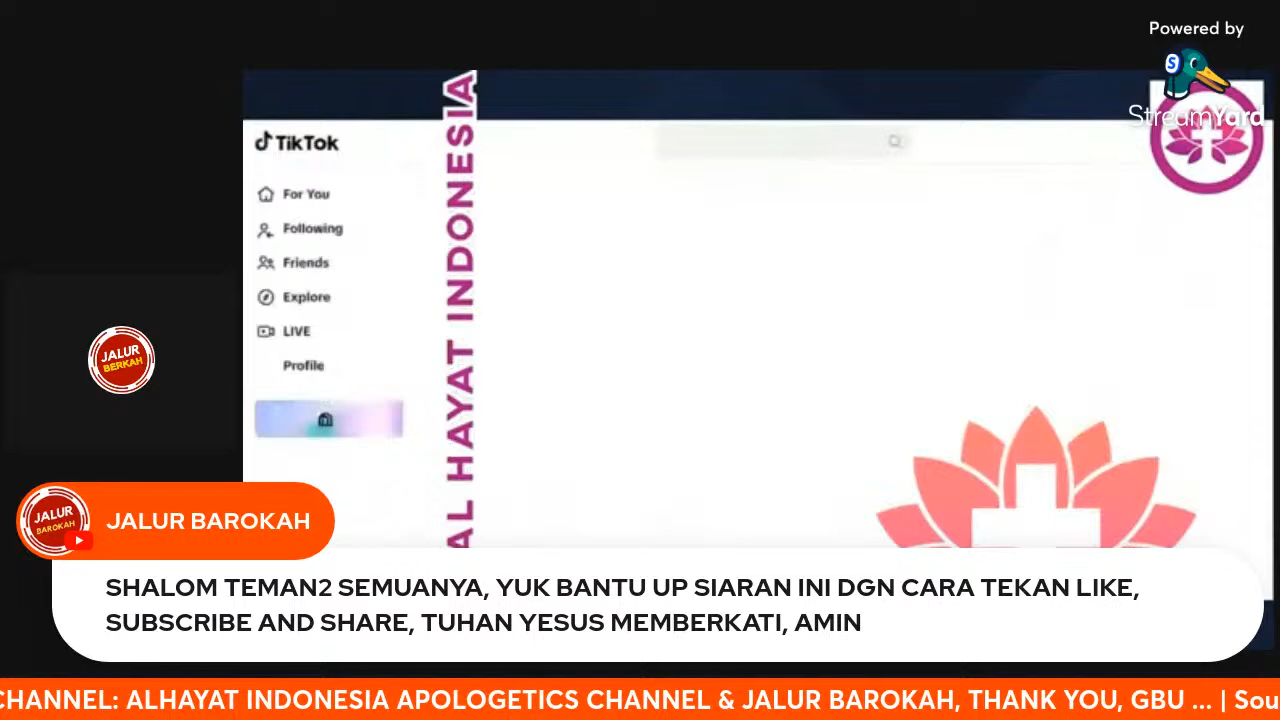 Powered by
StreamYard
TikTok
For You
Following
Friends
Explore
LIVE
Profile
AL HAYAT INDONESIA
JALUR
BERKAH
JALUR
BAROKAH
JALUR BAROKAH
SHALOM TEMAN2 SEMUANYA, YUK BANTU UP SIARAN INI DGN CARA TEKAN LIKE,
SUBSCRIBE AND SHARE, TUHAN YESUS MEMBERKATI, AMIN
CHANNEL: ALHAYAT INDONESIA APOLOGETICS CHANNEL & JALUR BAROKAH, THANK YOU, GBU ... | Sou